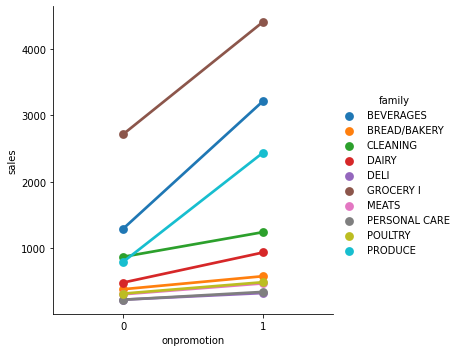 4000
3000
2000
1000
sales
0
1
onpromotion
family
BEVERAGES
BREAD/BAKERY
CLEANING
DAIRY
DELI
GROCERY I
MEATS
PERSONAL CARE
POULTRY
PRODUCE